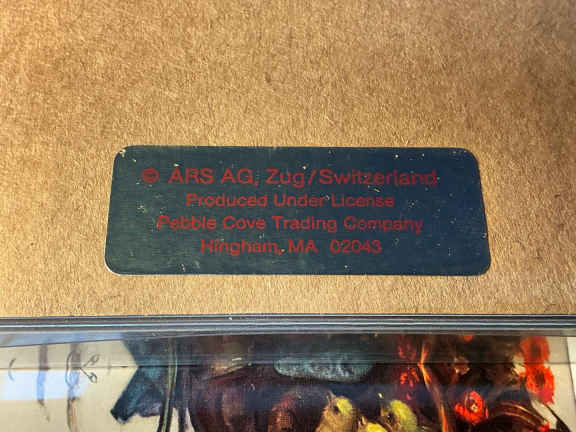 © ARS AG, Zug/Switzerland
Produced Under License
Pebble Cove Trading Company
Hingham, MA 02043